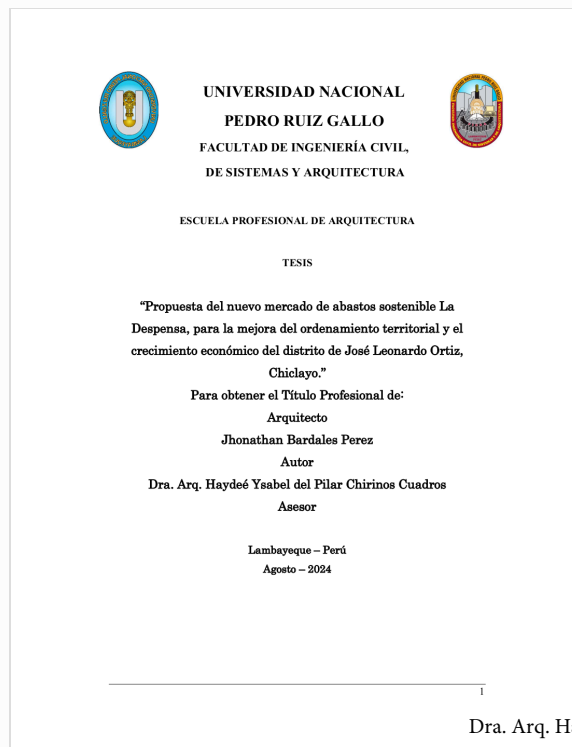 UNIVERSIDAD NACIONAL
PEDRO RUIZ GALLO
FACULTAD DE INGENIERÍA CIVIL,
DE SISTEMAS Y ARQUITECTURA
ESCUELA PROFESIONAL DE ARQUITECTURA
TESIS
“Propuesta del nuevo mercado de abastos sostenible La
Despensa, para la mejora del ordenamiento territorial y el
crecimiento económico del distrito de José Leonardo Ortiz,
Chiclayo.”
Para obtener el Título Profesional de:
Arquitecto
Jhonathan Bardales Perez
Autor
Dra. Arq. Haydeé Ysabel del Pilar Chirinos Cuadros
Asesor
Lambayeque – Perú
Agosto – 2024
1
Dra. Arq. Ha